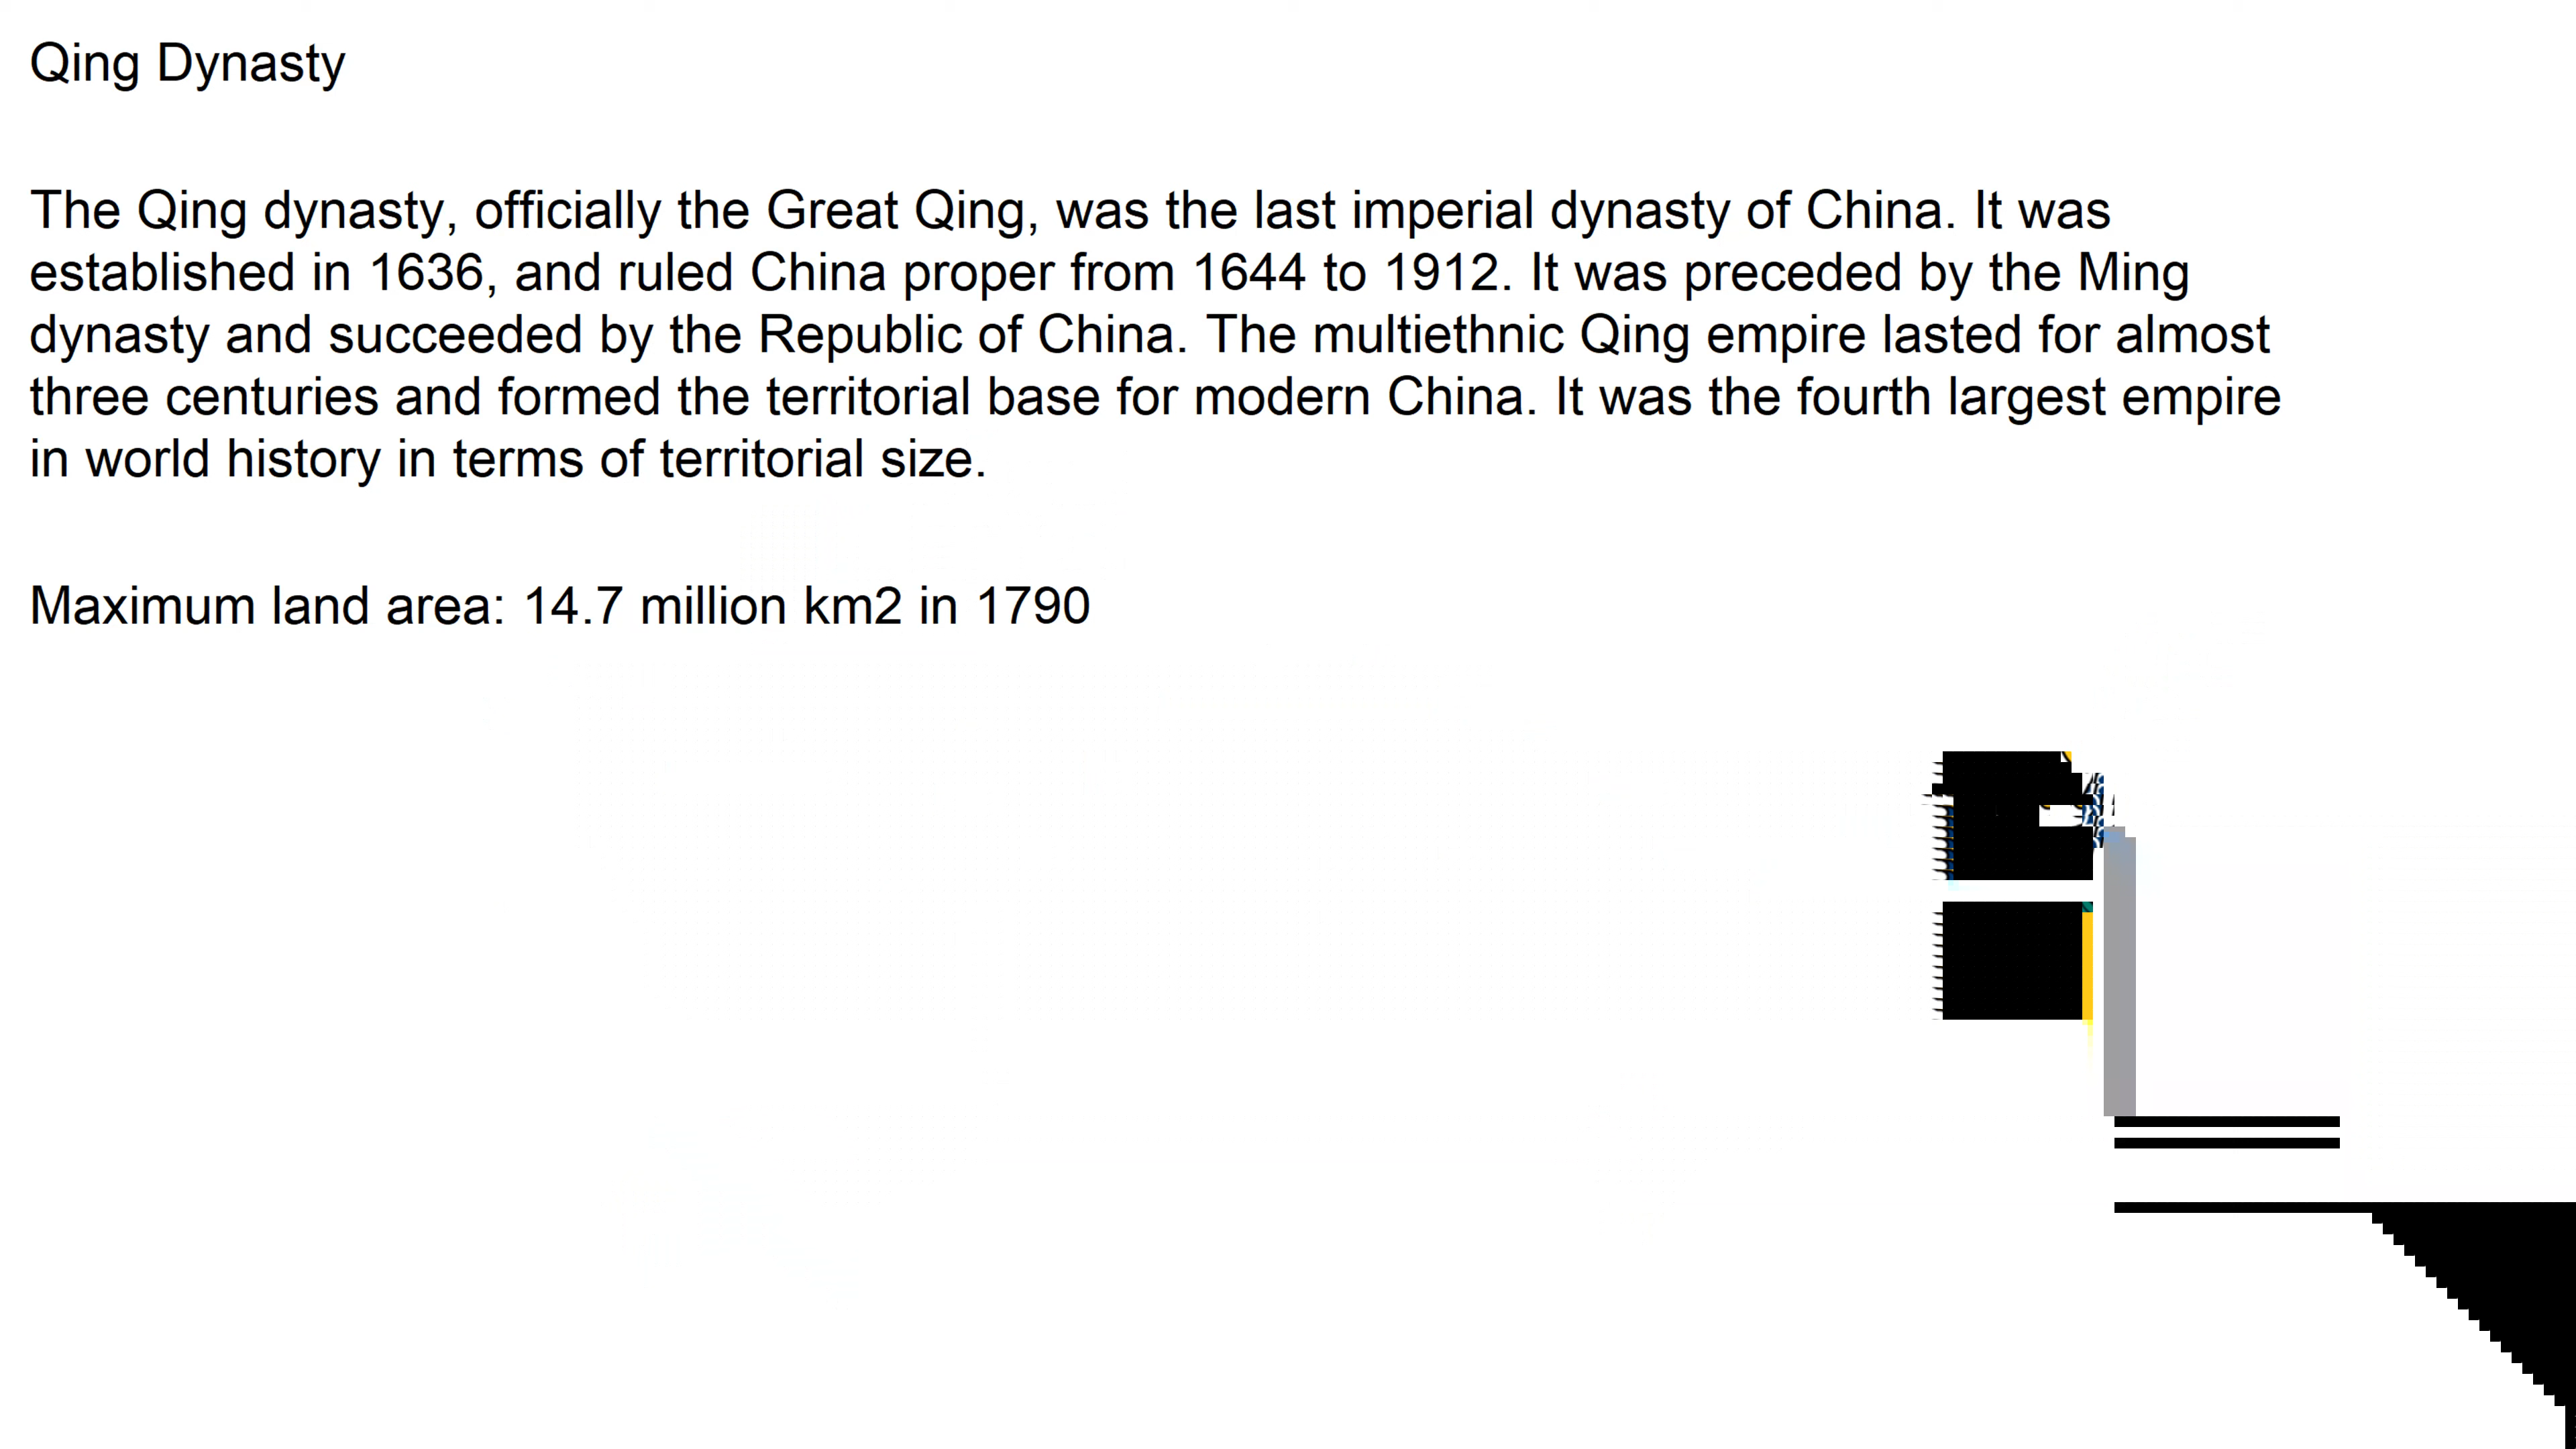 Qing Dynasty
The Qing dynasty, officially the Great Qing, was the last imperial dynasty of China. It was
established in 1636, and ruled China proper from 1644 to 1912. It was preceded by the Ming
dynasty and succeeded by the Republic of China. The multiethnic Qing empire lasted for almost
three centuries and formed the territorial base for modern China. It was the fourth largest empire
in world history in terms of territorial size.
Maximum land area: 14.7 million km2 in 1790